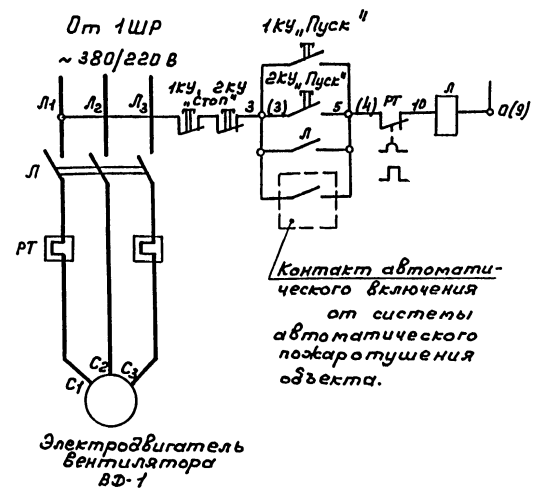 От 1ШР
~ 380/220 В
1КУ„Пуск"
1КУ, 2КУ
„Стоп"
2КУ„Пуск"
Л1 Л2 Л3
3 (3) 5 (4) РТ 10 Л 0(9)
Л
Л
РТ
С1 С2 С3
Контакт автомати-
ческого включения
от системы
автоматического
пожаротушения
объекта.
Электродвигатель
вентилятора
ВД-1